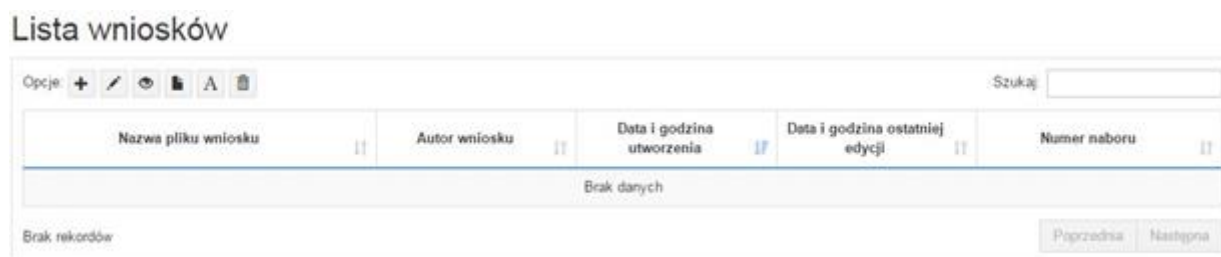 Lista wniosków
Opcje: A Szukaj:
Nazwa pliku wniosku Autor wniosku Data i godzina utworzenia Data i godzina ostatniej edycji Numer naboru
Brak danych
Brak rekordów Poprzednia Następna